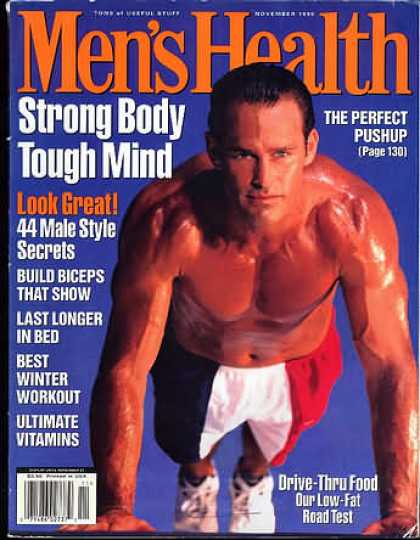 TONS of USEFUL STUFF
NOVEMBER
Men'sHealth
Strong Body
Tough Mind
THE PERFECT
PUSHUP
(Page 130)
Look Great!
44 Male Style
Secrets
BUILD BICEPS
THAT SHOW
LAST LONGER
IN BED
BEST
WINTER
WORKOUT
ULTIMATE
VITAMINS
Drive-Thru Food
Our Low-Fat
Road Test